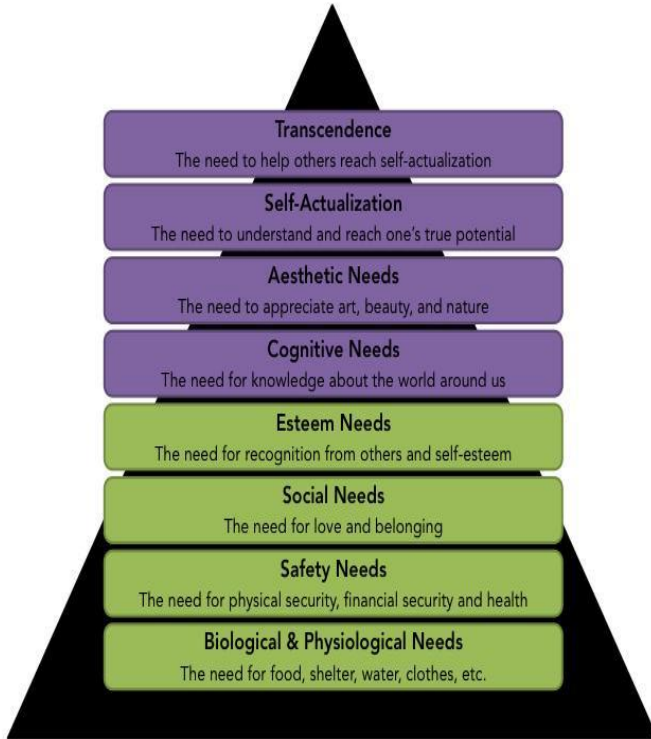 Transcendence
The need to help others reach self-actualization
Self-Actualization
The need to understand and reach one's true potential
Aesthetic Needs
The need to appreciate art, beauty, and nature
Cognitive Needs
The need for knowledge about the world around us
Esteem Needs
The need for recognition from others and self-esteem
Social Needs
The need for love and belonging
Safety Needs
The need for physical security, financial security and health
Biological & Physiological Needs
The need for food, shelter, water, clothes, etc.